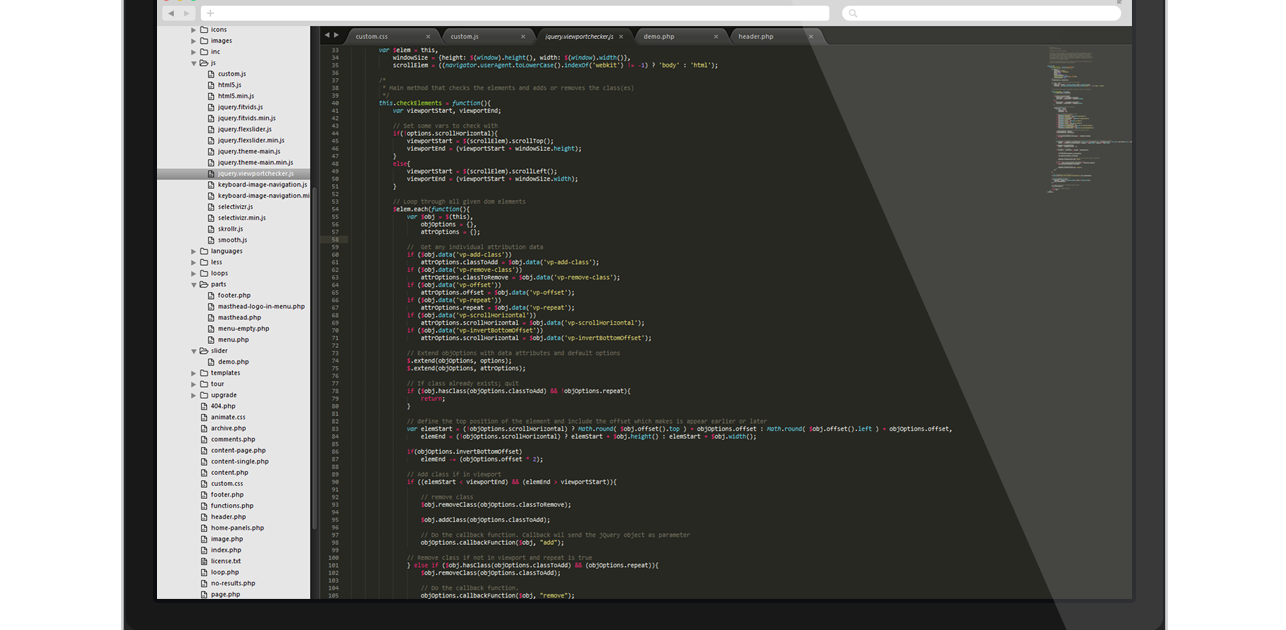 icons
images
inc
js
custom.js
html5.js
html5.min.js
jquery.fitvids.js
jquery.fitvids.min.js
jquery.flexslider.js
jquery.flexslider.min.js
jquery.theme-main.js
jquery.theme-main.min.js
jquery.viewportchecker.js
keyboard-image-navigation.js
keyboard-image-navigation.mi
selectivizr.js
selectivizr.min.js
skrollr.js
smooth.js
languages
less
loops
parts
footer.php
masthead-logo-in-menu.php
masthead.php
menu-empty.php
menu.php
slider
demo.php
templates
tour
upgrade
404.php
animate.css
archive.php
comments.php
content-page.php
content-single.php
content.php
custom.css
footer.php
functions.php
header.php
home-panels.php
image.php
index.php
license.txt
loop.php
no-results.php
page.php
custom.css × custom.js × jquery.viewportchecker.js × demo.php × header.php ×
33 var $elem = this,
34 windowSize = {height: $(window).height(), width: $(window).width()},
35 scrollElem = ((navigator.userAgent.toLowerCase().indexOf('webkit') != -1) ? 'body' : 'html');
36
37 /*
38 * Main method that checks the elements and adds or removes the class(es)
39 */
40 this.checkElements = function(){
41 var viewportStart, viewportEnd;
42
43 // Set some vars to check with
44 if(!options.scrollHorizontal){
45 viewportStart = $(scrollElem).scrollTop();
46 viewportEnd = (viewportStart + windowSize.height);
47 }
48 else{
49 viewportStart = $(scrollElem).scrollLeft();
50 viewportEnd = (viewportStart + windowSize.width);
51 }
52
53 // Loop through all given dom elements
54 $elem.each(function(){
55 var $obj = $(this),
56 objOptions = {},
57 attrOptions = {};
58
59 // Get any individual attribution data
60 if ($obj.data('vp-add-class'))
61 attrOptions.classToAdd = $obj.data('vp-add-class');
62 if ($obj.data('vp-remove-class'))
63 attrOptions.classToRemove = $obj.data('vp-remove-class');
64 if ($obj.data('vp-offset'))
65 attrOptions.offset = $obj.data('vp-offset');
66 if ($obj.data('vp-repeat'))
67 attrOptions.repeat = $obj.data('vp-repeat');
68 if ($obj.data('vp-scrollHorizontal'))
69 attrOptions.scrollHorizontal = $obj.data('vp-scrollHorizontal');
70 if ($obj.data('vp-invertBottomOffset'))
71 attrOptions.scrollHorizontal = $obj.data('vp-invertBottomOffset');
72
73 // Extend objOptions with data attributes and default options
74 $.extend(objOptions, options);
75 $.extend(objOptions, attrOptions);
76
77 // If class already exists; quit
78 if ($obj.hasClass(objOptions.classToAdd) && !objOptions.repeat){
79 return;
80 }
81
82 // define the top position of the element and include the offset which makes is appear earlier or later
83 var elemStart = (!objOptions.scrollHorizontal) ? Math.round( $obj.offset().top ) + objOptions.offset : Math.round( $obj.offset().left ) + objOptions.offset,
84 elemEnd = (!objOptions.scrollHorizontal) ? elemStart + $obj.height() : elemStart + $obj.width();
85
86 if(objOptions.invertBottomOffset)
87 elemEnd -= (objOptions.offset * 2);
88
89 // Add class if in viewport
90 if ((elemStart < viewportEnd) && (elemEnd > viewportStart)){
91
92 // remove class
93 $obj.removeClass(objOptions.classToRemove);
94
95 $obj.addClass(objOptions.classToAdd);
96
97 // Do the callback function. Callback wil send the jQuery object as parameter
98 objOptions.callbackFunction($obj, "add");
99
100 // Remove class if not in viewport and repeat is true
101 } else if ($obj.hasClass(objOptions.classToAdd) && (objOptions.repeat)){
102 $obj.removeClass(objOptions.classToAdd);
103
104 // Do the callback function.
105 objOptions.callbackFunction($obj, "remove");